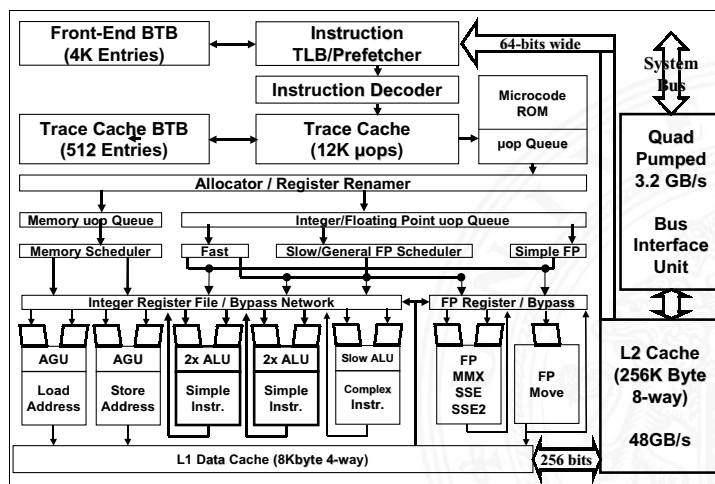 Front-End BTB
(4K Entries)
Instruction
TLB/Prefetcher
64-bits wide
System
Bus
Instruction Decoder
Microcode
ROM
Trace Cache BTB
(512 Entries)
Trace Cache
(12K µops)
µop Queue
Quad
Pumped
3.2 GB/s
Bus
Interface
Unit
Allocator / Register Renamer
Memory uop Queue
Integer/Floating Point uop Queue
Memory Scheduler
Fast
Slow/General FP Scheduler
Simple FP
Integer Register File / Bypass Network
FP Register / Bypass
AGU
Load
Address
AGU
Store
Address
2x ALU
Simple
Instr.
2x ALU
Simple
Instr.
Slow ALU
Complex
Instr.
FP
MMX
SSE
SSE2
FP
Move
L2 Cache
(256K Byte
8-way)
48GB/s
L1 Data Cache (8Kbyte 4-way)
256 bits